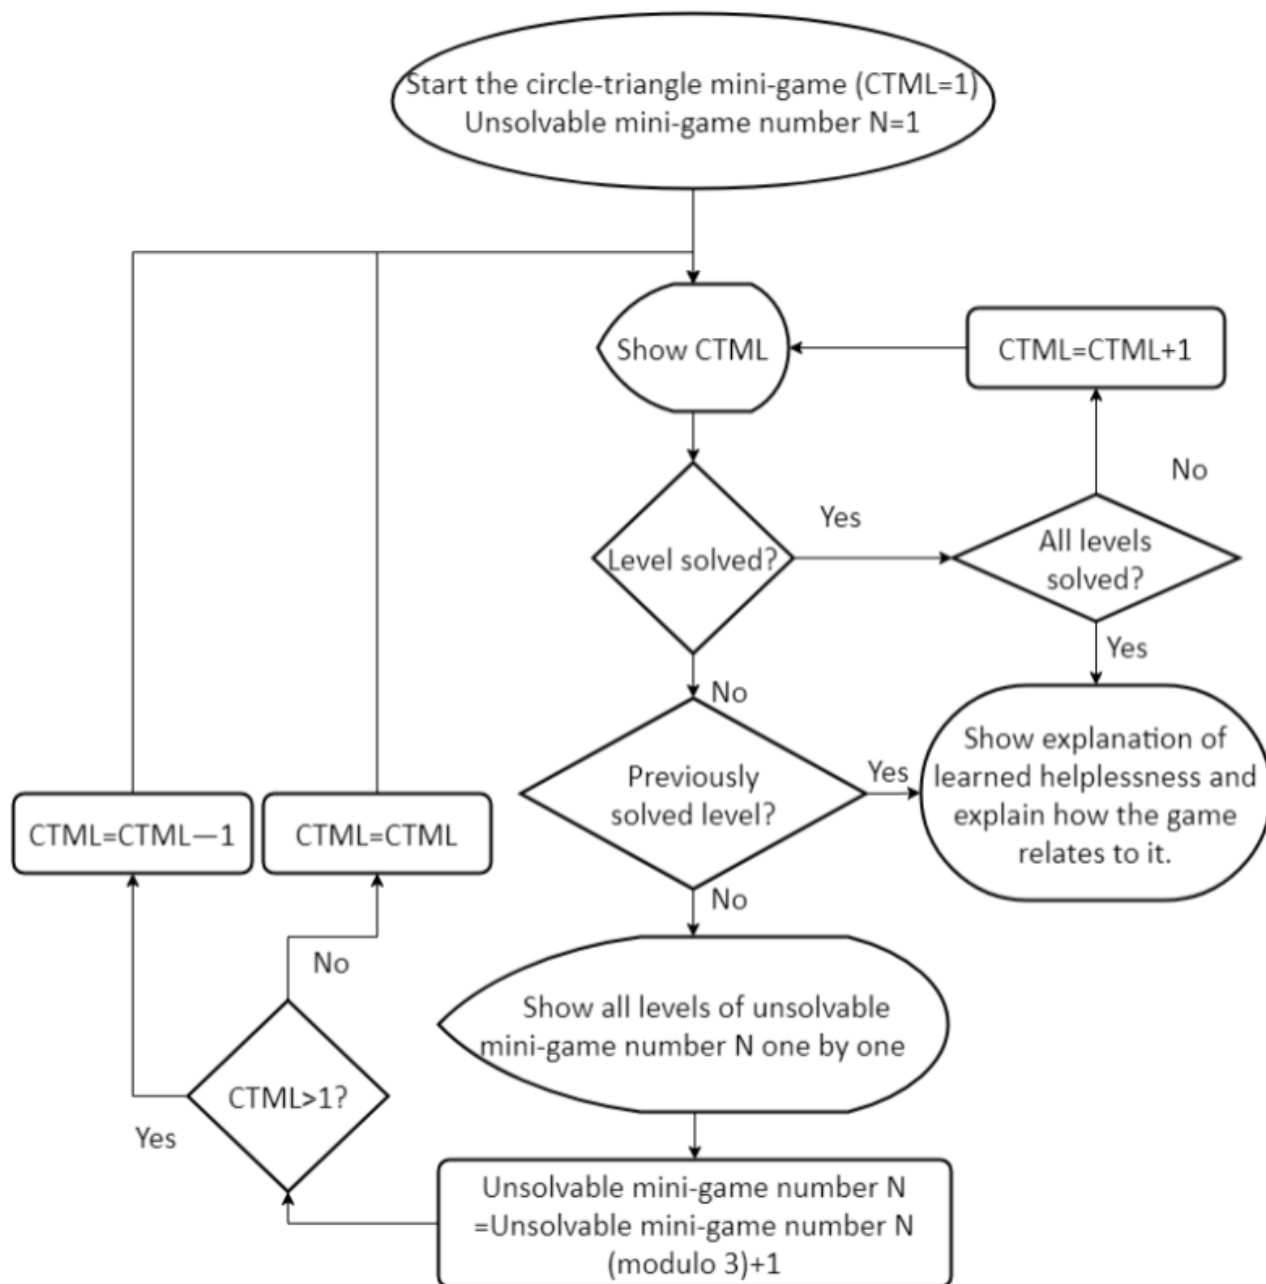 Start the circle-triangle mini-game (CTML=1)
Unsolvable mini-game number N=1
Show CTML
CTML=CTML+1
No
Yes
Level solved?
All levels
solved?
Yes
No
Previously
solved level?
Yes
Show explanation of
learned helplessness and
explain how the game
relates to it.
CTML=CTML—1
CTML=CTML
No
No
Show all levels of unsolvable
mini-game number N one by one
CTML>1?
Yes
Unsolvable mini-game number N
=Unsolvable mini-game number N
(modulo 3)+1